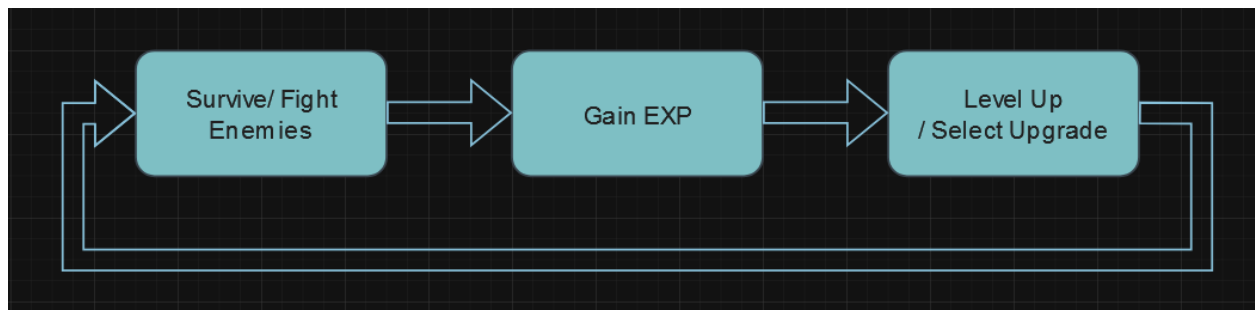 Survive/ Fight
Enemies
Gain EXP
Level Up
/ Select Upgrade